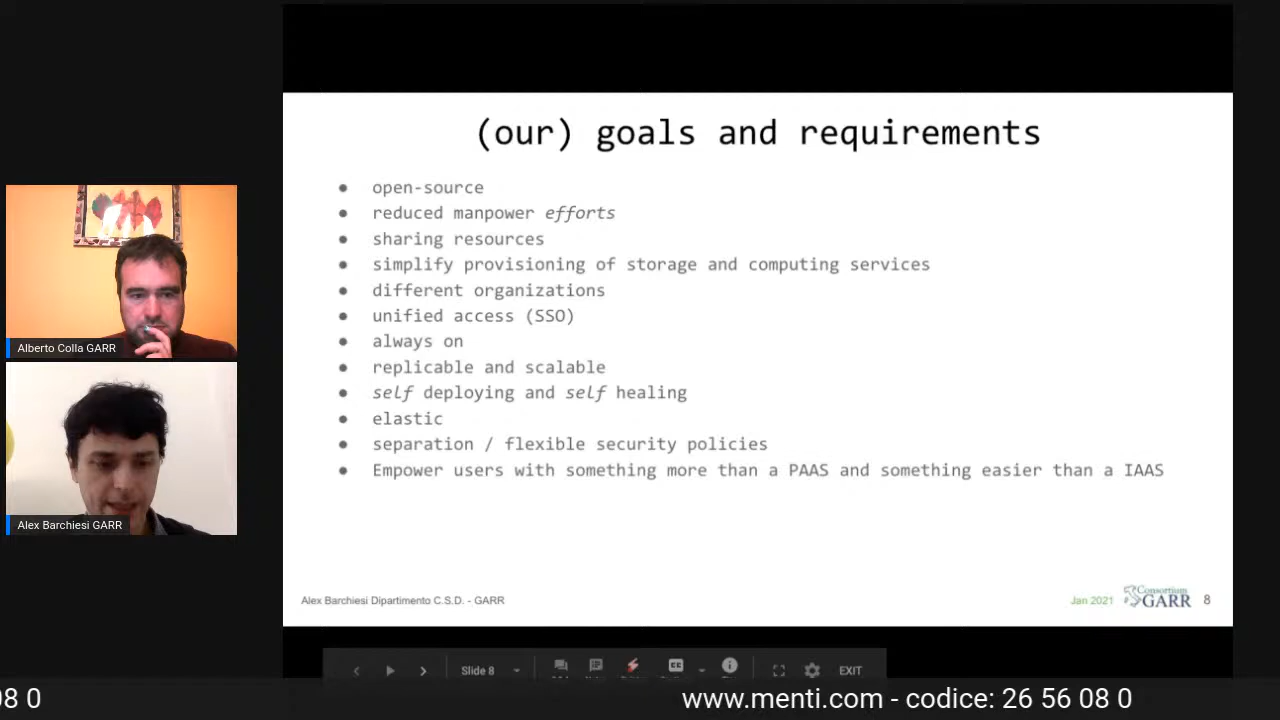 (our) goals and requirements
● open-source
● reduced manpower efforts
● sharing resources
● simplify provisioning of storage and computing services
● different organizations
● unified access (SSO)
● always on
● replicable and scalable
● self deploying and self healing
● elastic
● separation / flexible security policies
● Empower users with something more than a PAAS and something easier than a IAAS
Alberto Colla GARR
Alex Barchiesi GARR
Alex Barchiesi Dipartimento C.S.D. - GARR
Jan 2021
Consortium
GARR
8
Slide 8
CC
EXIT
08 0
www.menti.com - codice: 26 56 08 0